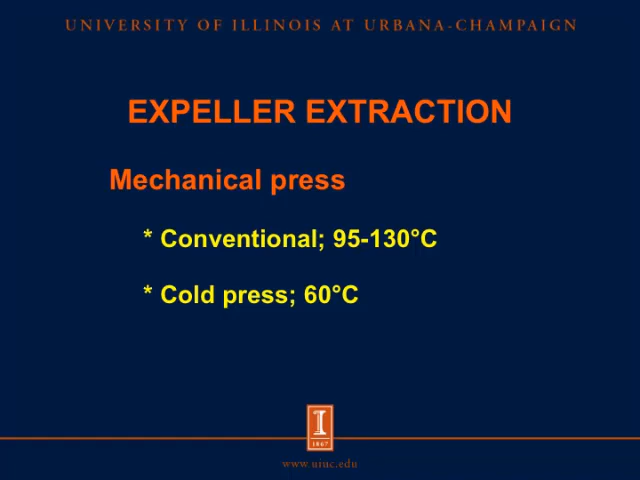 UNIVERSITY OF ILLINOIS AT URBANA-CHAMPAIGN
EXPELLER EXTRACTION
Mechanical press
* Conventional; 95-130°C
* Cold press; 60°C
I
1867
www.uiuc.edu